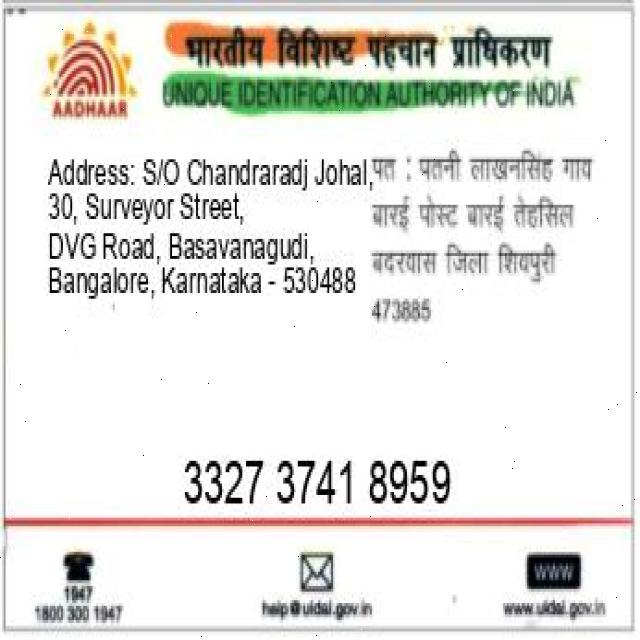 भारतीय विशिष्ट पहचान प्राधिकरण
AADHAAR
UNIQUE IDENTIFICATION AUTHORITY OF INDIA
Address: S/O Chandraradj Johal,
30, Surveyor Street,
DVG Road, Basavanagudi,
Bangalore, Karnataka - 530488
पत : पतनी लाखनसिंह गाय
बारई पोस्ट बारई तेहसिल
बदरवास जिला शिवपुरी
473885
3327 3741 8959
1947
1800 300 1947
help@uidai.gov.in
WWW
www.uidai.gov.in